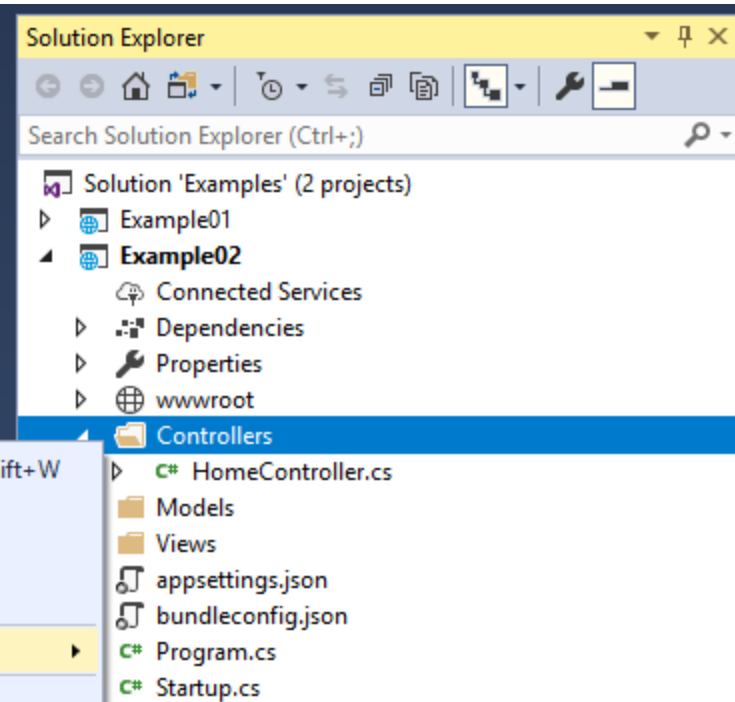 Solution Explorer
Search Solution Explorer (Ctrl+;)
Solution 'Examples' (2 projects)
Example01
Example02
Connected Services
Dependencies
Properties
wwwroot
Controllers
ift+W
C# HomeController.cs
Models
Views
appsettings.json
bundleconfig.json
C# Program.cs
C# Startup.cs